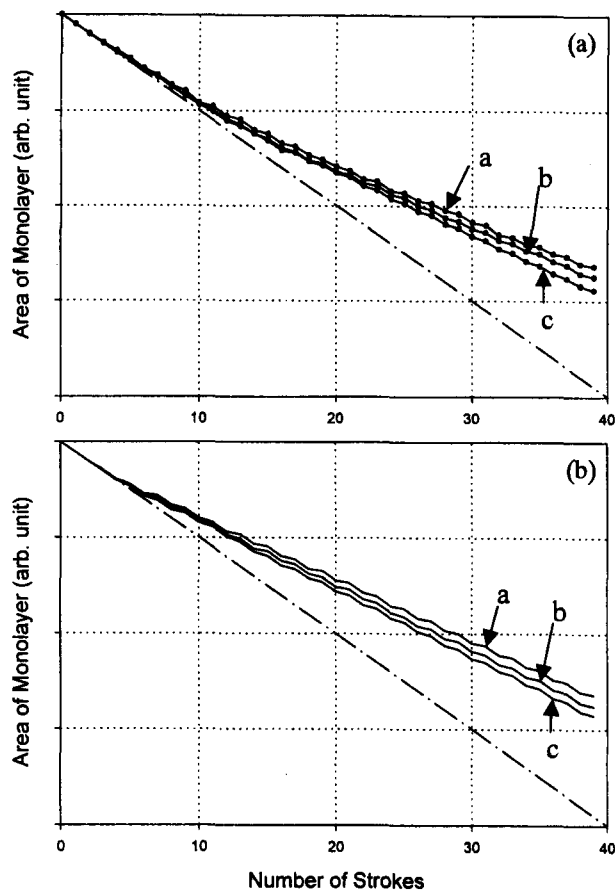 (a)
Area of Monolayer (arb. unit)
a
b
c
0 10 20 30 40
(b)
Area of Monolayer (arb. unit)
a
b
c
0 10 20 30 40
Number of Strokes